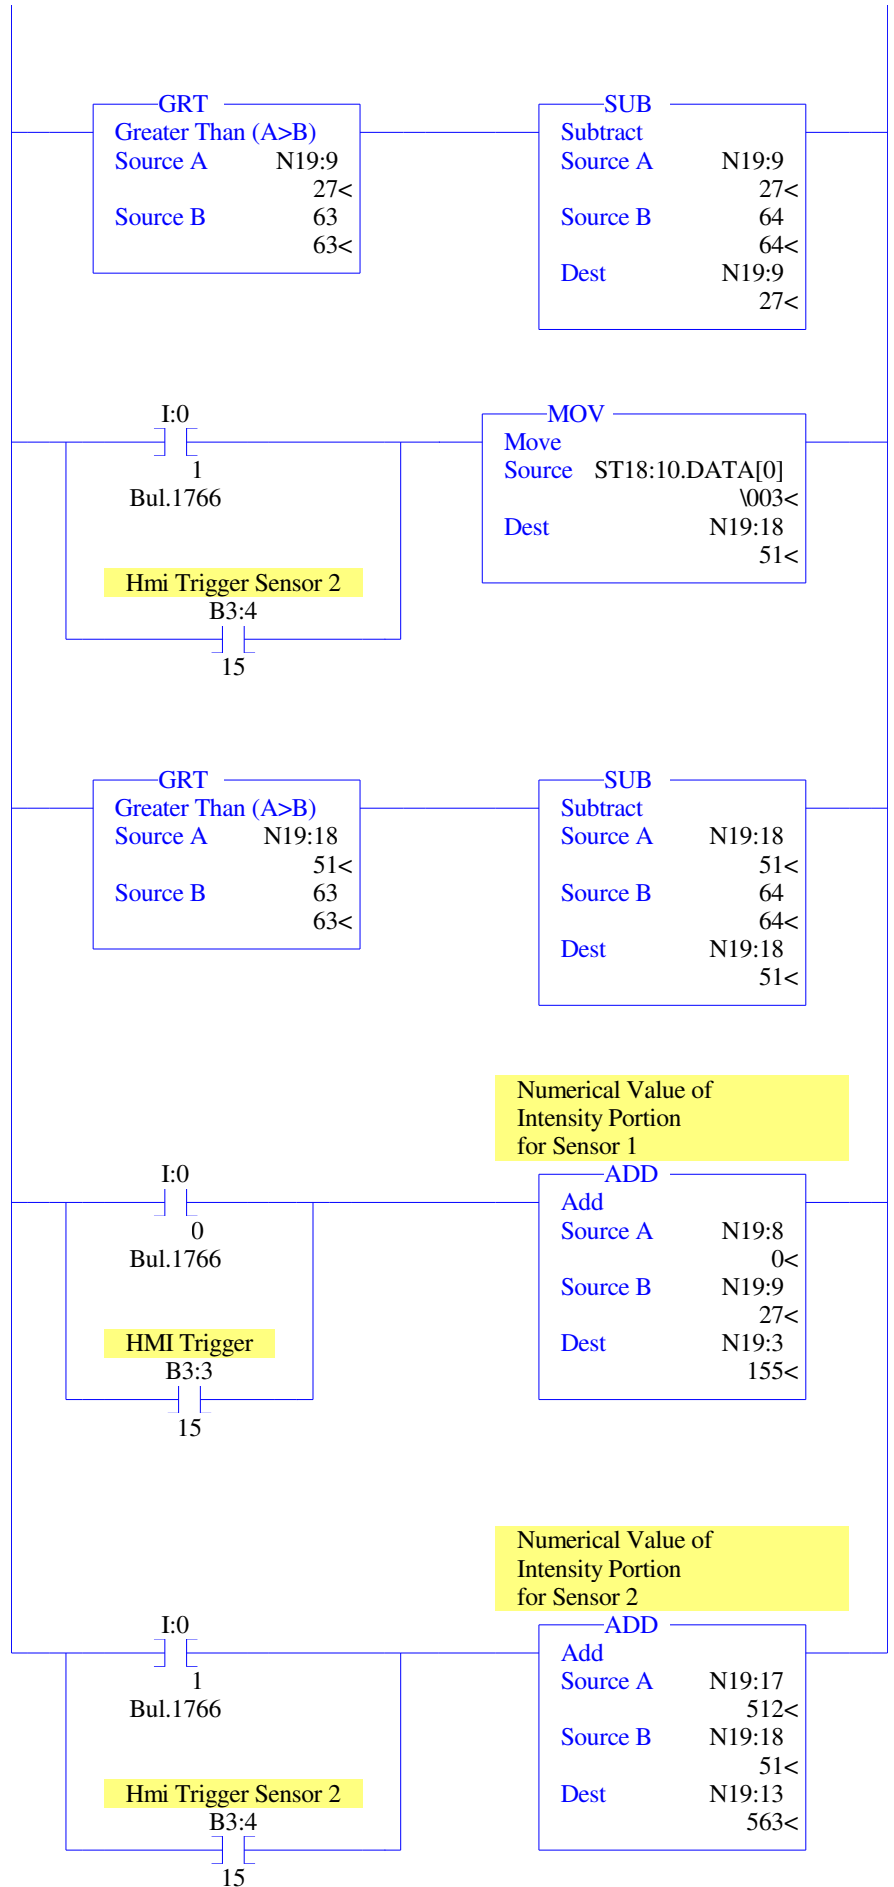 GRT
Greater Than (A>B)
Source A N19:9
27<
Source B 63
63<
SUB
Subtract
Source A N19:9
27<
Source B 64
64<
Dest N19:9
27<
I:0
1
Bul.1766
Hmi Trigger Sensor 2
B3:4
15
MOV
Move
Source ST18:10.DATA[0]
\003<
Dest N19:18
51<
GRT
Greater Than (A>B)
Source A N19:18
51<
Source B 63
63<
SUB
Subtract
Source A N19:18
51<
Source B 64
64<
Dest N19:18
51<
I:0
0
Bul.1766
HMI Trigger
B3:3
15
Numerical Value of
Intensity Portion
for Sensor 1
ADD
Add
Source A N19:8
0<
Source B N19:9
27<
Dest N19:3
155<
I:0
1
Bul.1766
Hmi Trigger Sensor 2
B3:4
15
Numerical Value of
Intensity Portion
for Sensor 2
ADD
Add
Source A N19:17
512<
Source B N19:18
51<
Dest N19:13
563<